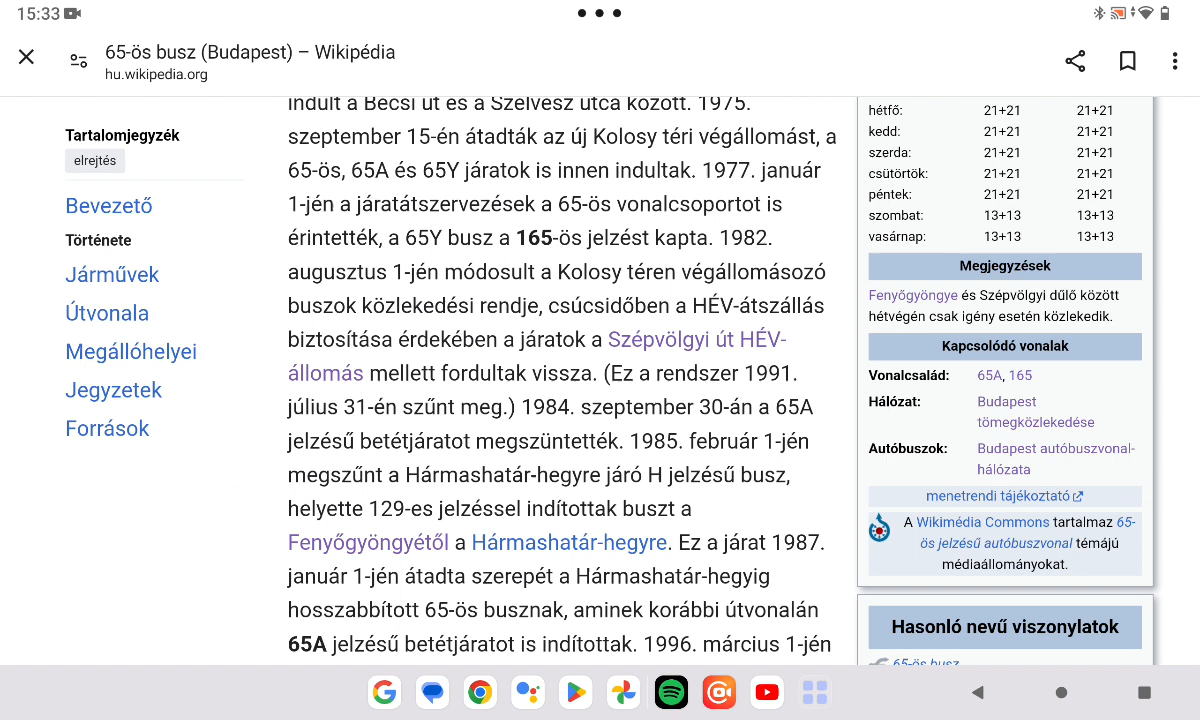 15:33
65-ös busz (Budapest) – Wikipédia
hu.wikipedia.org
Tartalomjegyzék
elrejtés
Bevezető
Története
Járművek
Útvonala
Megállóhelyei
Jegyzetek
Források
indult a Bécsi út és a Szélvész utca között. 1975.
szeptember 15-én átadták az új Kolosy téri végállomást, a
65-ös, 65A és 65Y járatok is innen indultak. 1977. január
1-jén a járatátszervezések a 65-ös vonalcsoportot is
érintették, a 65Y busz a 165-ös jelzést kapta. 1982.
augusztus 1-jén módosult a Kolosy téren végállomásozó
buszok közlekedési rendje, csúcsidőben a HÉV-átszállás
biztosítása érdekében a járatok a Szépvölgyi út HÉV-
állomás mellett fordultak vissza. (Ez a rendszer 1991.
július 31-én szűnt meg.) 1984. szeptember 30-án a 65A
jelzésű betétjáratot megszüntették. 1985. február 1-jén
megszűnt a Hármashatár-hegyre járó H jelzésű busz,
helyette 129-es jelzéssel indítottak buszt a
Fenyőgyöngyétől a Hármashatár-hegyre. Ez a járat 1987.
január 1-jén átadta szerepét a Hármashatár-hegyig
hosszabbított 65-ös busznak, aminek korábbi útvonalán
65A jelzésű betétjáratot is indítottak. 1996. március 1-jén
hétfő: 21+21 21+21
kedd: 21+21 21+21
szerda: 21+21 21+21
csütörtök: 21+21 21+21
péntek: 21+21 21+21
szombat: 13+13 13+13
vasárnap: 13+13 13+13
Megjegyzések
Fenyőgyöngye és Szépvölgyi dűlő között
hétvégén csak igény esetén közlekedik.
Kapcsolódó vonalak
Vonalcsalád: 65A, 165
Hálózat: Budapest
tömegközlekedése
Autóbuszok: Budapest autóbuszvonal-
hálózata
menetrendi tájékoztató
A Wikimédia Commons tartalmaz 65-
ös jelzésű autóbuszvonal témájú
médiaállományokat.
Hasonló nevű viszonylatok
65-ös busz